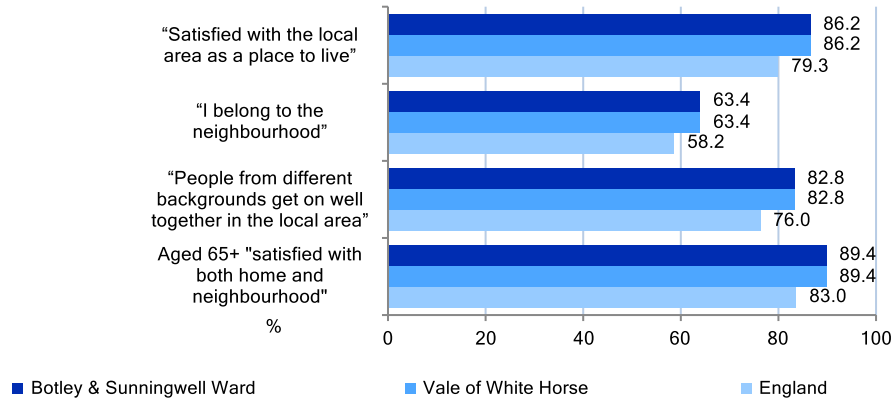 “Satisfied with the local
area as a place to live”
86.2
86.2
79.3
“I belong to the
neighbourhood”
63.4
63.4
58.2
“People from different
backgrounds get on well
together in the local area”
82.8
82.8
76.0
Aged 65+ "satisfied with
both home and
neighbourhood"
89.4
89.4
83.0
%
0 20 40 60 80 100
Botley & Sunningwell Ward Vale of White Horse England